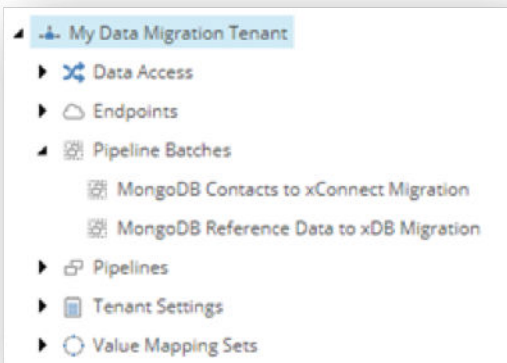 My Data Migration Tenant
Data Access
Endpoints
Pipeline Batches
MongoDB Contacts to xConnect Migration
MongoDB Reference Data to xDB Migration
Pipelines
Tenant Settings
Value Mapping Sets